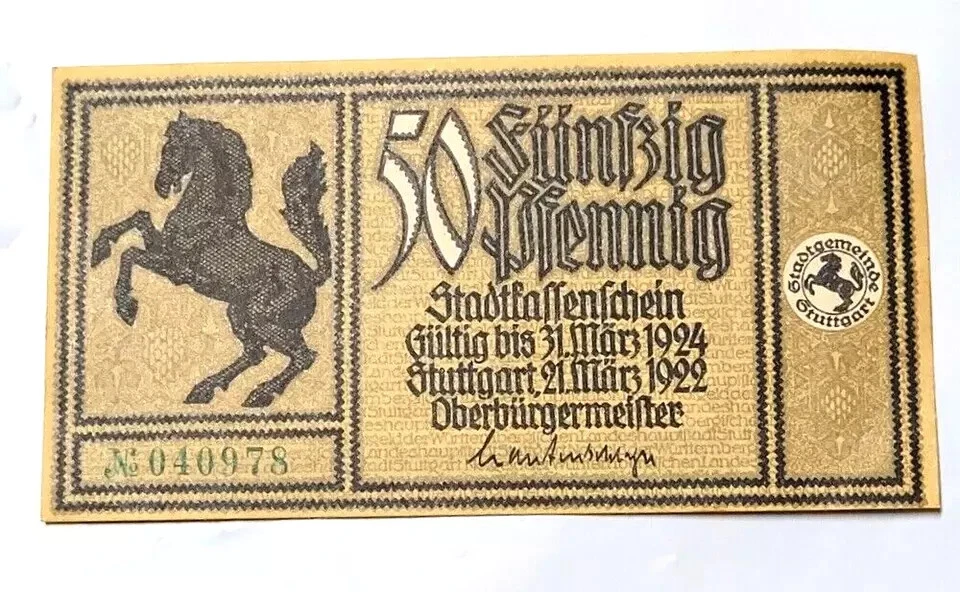 50 Fünfzig
Pfennig
Stadtkassenschein
Gültig bis 31. März 1924
Stuttgart, 21. März 1922
Oberbürgermeister
№ 040978
Stadtgemeinde
Stuttgart